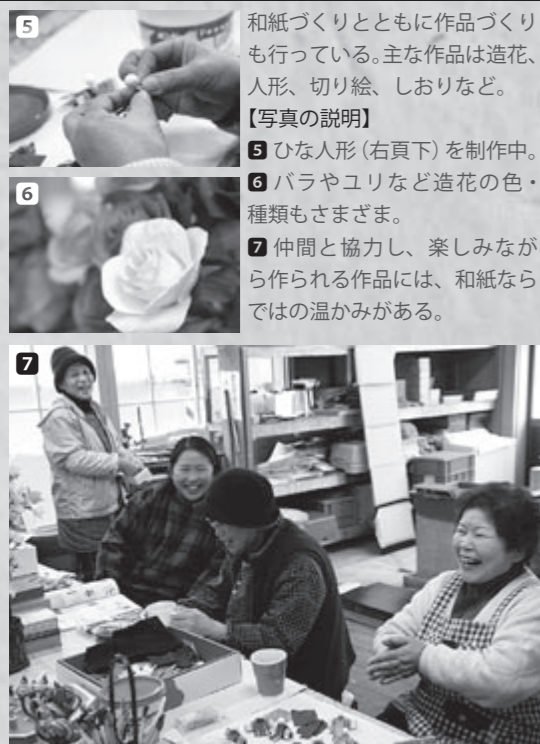 5
和紙づくりとともに作品づくり
も行っている。主な作品は造花、
人形、切り絵、しおりなど。
【写真の説明】
5 ひな人形（右頁下）を制作中。
6
6 バラやユリなど造花の色・
種類もさまざま。
7 仲間と協力し、楽しみなが
ら作られる作品には、和紙なら
ではの温かみがある。
7